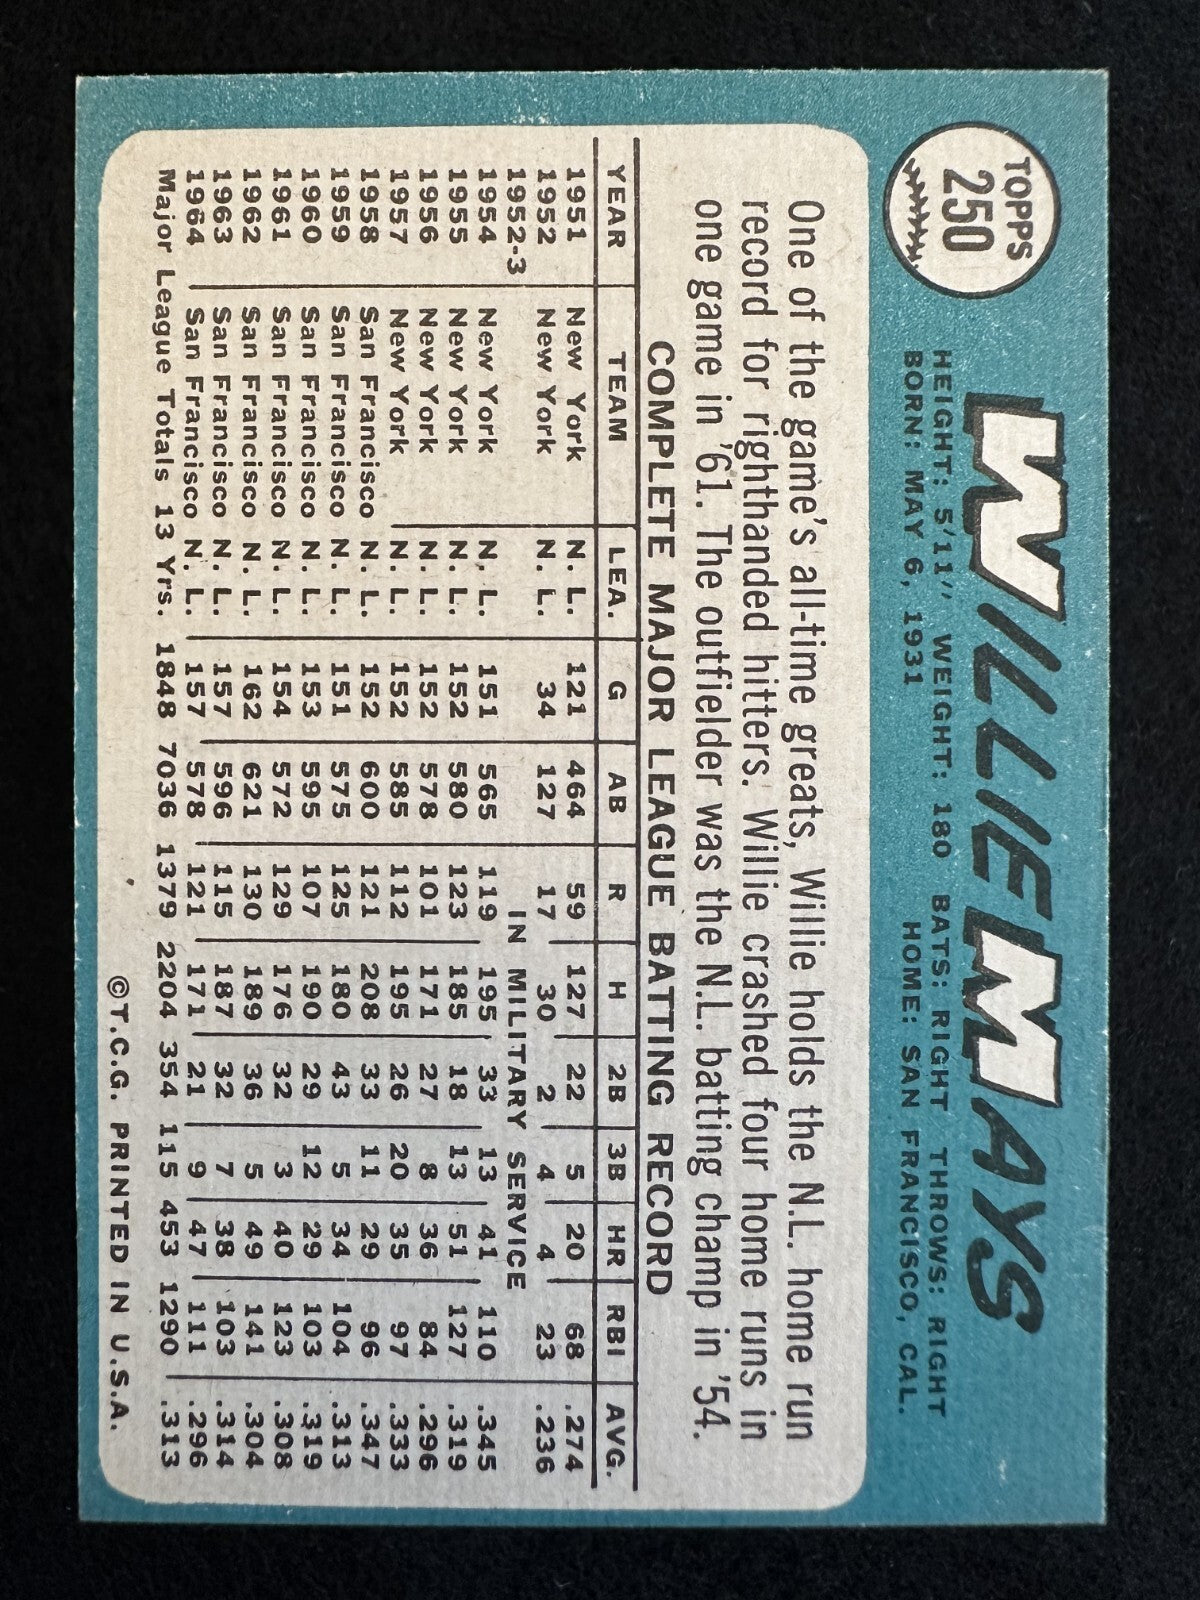 TOPPS
250
WILLIE MAYS
HEIGHT: 5'11" WEIGHT: 180 BATS: RIGHT THROWS: RIGHT
BORN: MAY 6, 1931 HOME: SAN FRANCISCO, CAL.
One of the game's all-time greats, Willie holds the N.L. home run
record for righthanded hitters. Willie crashed four home runs in
one game in '61. The outfielder was the N.L. batting champ in '54.
COMPLETE MAJOR LEAGUE BATTING RECORD
YEAR TEAM LEA. G AB R H 2B 3B HR RBI AVG.
1951 New York N. L. 121 464 59 127 22 5 20 68 .274
1952 New York N. L. 34 127 17 30 2 4 4 23 .236
1952-3 IN MILITARY SERVICE
1954 New York N. L. 151 565 119 195 33 13 41 110 .345
1955 New York N. L. 152 580 123 185 18 13 51 127 .319
1956 New York N. L. 152 578 101 171 27 8 36 84 .296
1957 New York N. L. 152 585 112 195 26 20 35 97 .333
1958 San Francisco N. L. 152 600 121 208 33 11 29 96 .347
1959 San Francisco N. L. 151 575 125 180 43 5 34 104 .313
1960 San Francisco N. L. 153 595 107 190 29 12 29 103 .319
1961 San Francisco N. L. 154 572 129 176 32 3 40 123 .308
1962 San Francisco N. L. 162 621 130 189 36 5 49 141 .304
1963 San Francisco N. L. 157 596 115 187 32 7 38 103 .314
1964 San Francisco N. L. 157 578 121 171 21 9 47 111 .296
Major League Totals 13 Yrs. 1848 7036 1379 2204 354 115 453 1290 .313
©T.C.G. PRINTED IN U.S.A.